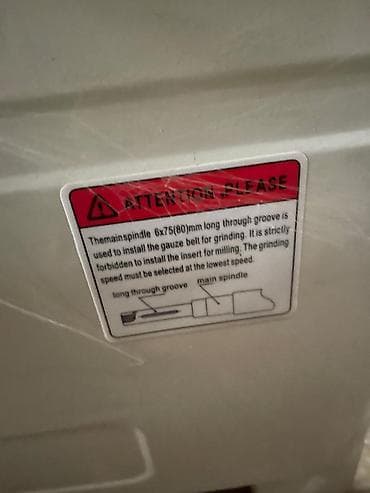 ATTENTION PLEASE
Themainspindle 6x75(80)mm long through groove is
used to install the gauze belt for grinding. It is strictly
forbidden to install the insert for milling. The grinding
speed must be selected at the lowest speed.
long through groove main spindle